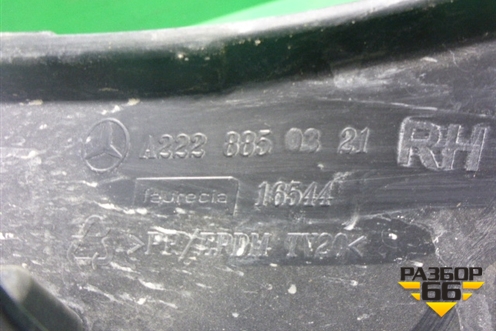 A222 885 03 21 RH
faurecia 16544
>PP/EPDM TV20<
РАЗБОР
66